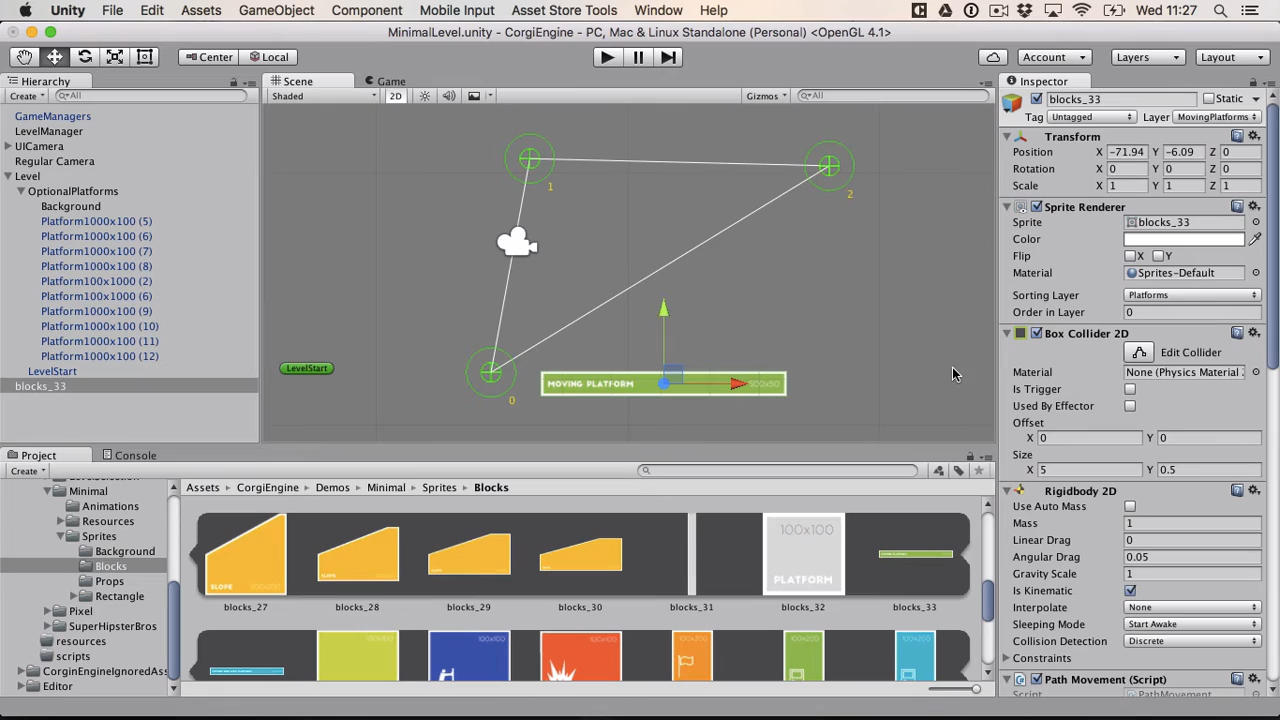 Unity File Edit Assets GameObject Component Mobile Input Asset Store Tools Window Help Wed 11:27
MinimalLevel.unity - CorgiEngine - PC, Mac & Linux Standalone (Personal) <OpenGL 4.1>
Center Local Account Layers Layout
Hierarchy Scene Game Inspector
Create All Shaded 2D Gizmos All blocks_33 Static
GameManagers Tag Untagged Layer MovingPlatforms
LevelManager Transform
UICamera Position X -71.94 Y -6.09 Z 0
Regular Camera Rotation X 0 Y 0 Z 0
Level 1 2 Scale X 1 Y 1 Z 1
OptionalPlatforms
Background Sprite Renderer
Platform1000x100 (5) Sprite blocks_33
Platform1000x100 (6) Color
Platform1000x100 (7) Flip X Y
Platform1000x100 (8) Material Sprites-Default
Platform1000x1000 (2)
Platform1000x100 (6) Sorting Layer Platforms
Platform1000x100 (9) Order in Layer 0
Platform1000x100 (10)
Platform1000x100 (11) Box Collider 2D
Platform1000x100 (12) Edit Collider
LevelStart LevelStart Material None (Physics Material
blocks_33 MOVING PLATFORM 500x50 Is Trigger
0 Used By Effector
Offset
X 0 Y 0
Size
Project Console
Create X 5 Y 0.5
Minimal Assets CorgiEngine Demos Minimal Sprites Blocks Rigidbody 2D
Animations Use Auto Mass
Resources Mass 1
Sprites Linear Drag 0
Background Angular Drag 0.05
Blocks SLOPE 100x100 PLATFORM Gravity Scale 1
Props Is Kinematic
Rectangle blocks_27 blocks_28 blocks_29 blocks_30 blocks_31 blocks_32 blocks_33 Interpolate None
Pixel Sleeping Mode Start Awake
SuperHipsterBros Collision Detection Discrete
resources Constraints
scripts
CorgiEngineIgnoredAss Path Movement (Script)
Editor Script PathMovement